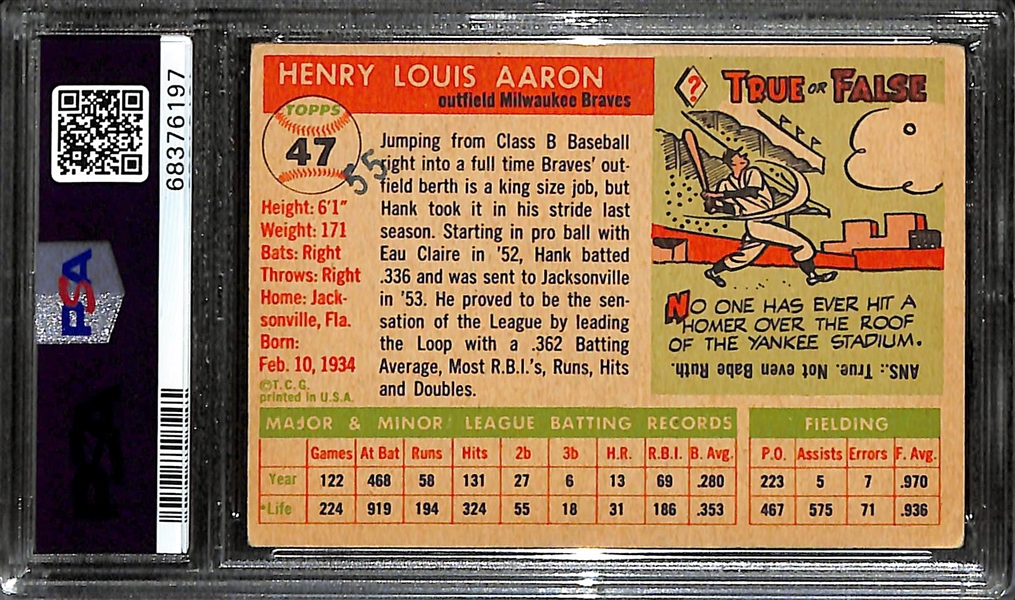 68376197
PSA
HENRY LOUIS AARON
outfield Milwaukee Braves
TOPPS
47
55
Jumping from Class B Baseball
right into a full time Braves' out-
field berth is a king size job, but
Hank took it in his stride last
season. Starting in pro ball with
Eau Claire in '52, Hank batted
.336 and was sent to Jacksonville
in '53. He proved to be the sen-
sation of the League by leading
the Loop with a .362 Batting
Average, Most R.B.I.'s, Runs, Hits
and Doubles.
Height: 6'1"
Weight: 171
Bats: Right
Throws: Right
Home: Jack-
sonville, Fla.
Born:
Feb. 10, 1934
©T.C.G.
printed in U.S.A.
?
TRUE OR FALSE
NO ONE HAS EVER HIT A
HOMER OVER THE ROOF
OF THE YANKEE STADIUM.
ANS.: True. Not even Babe Ruth.
MAJOR & MINOR LEAGUE BATTING RECORDS
Games At Bat Runs Hits 2b 3b H.R. R.B.I. B. Avg.
Year 122 468 58 131 27 6 13 69 .280
*Life 224 919 194 324 55 18 31 186 .353
FIELDING
P.O. Assists Errors F. Avg.
223 5 7 .970
467 575 71 .936